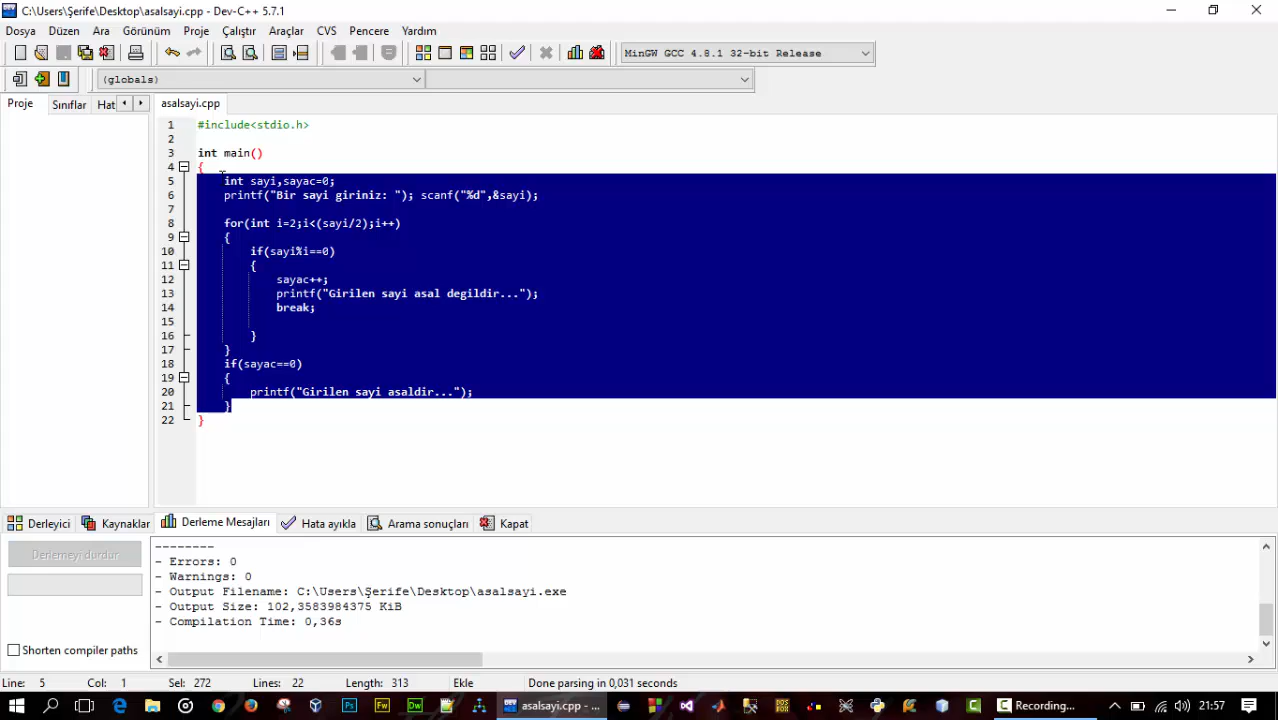 C:\Users\Şerife\Desktop\asalsayi.cpp - Dev-C++ 5.7.1
Dosya Düzen Ara Görünüm Proje Çalıştır Araçlar CVS Pencere Yardım
MinGW GCC 4.8.1 32-bit Release
(globals)
Proje Sınıflar Hat asalsayi.cpp
1 #include<stdio.h>
2
3 int main()
4 {
5 int sayi,sayac=0;
6 printf("Bir sayi giriniz: "); scanf("%d",&sayi);
7
8 for(int i=2;i<(sayi/2);i++)
9 {
10 if(sayi%i==0)
11 {
12 sayac++;
13 printf("Girilen sayi asal degildir...");
14 break;
15
16 }
17 }
18 if(sayac==0)
19 {
20 printf("Girilen sayi asaldir...");
21 }
22 }
Derleyici Kaynaklar Derleme Mesajları Hata ayıkla Arama sonuçları Kapat
Derlemeyi durdur
--------
- Errors: 0
- Warnings: 0
- Output Filename: C:\Users\Şerife\Desktop\asalsayi.exe
- Output Size: 102,3583984375 KiB
- Compilation Time: 0,36s
Shorten compiler paths
Line: 5 Col: 1 Sel: 272 Lines: 22 Length: 313 Ekle Done parsing in 0,031 seconds
asalsayi.cpp - ... Recording... 21:57